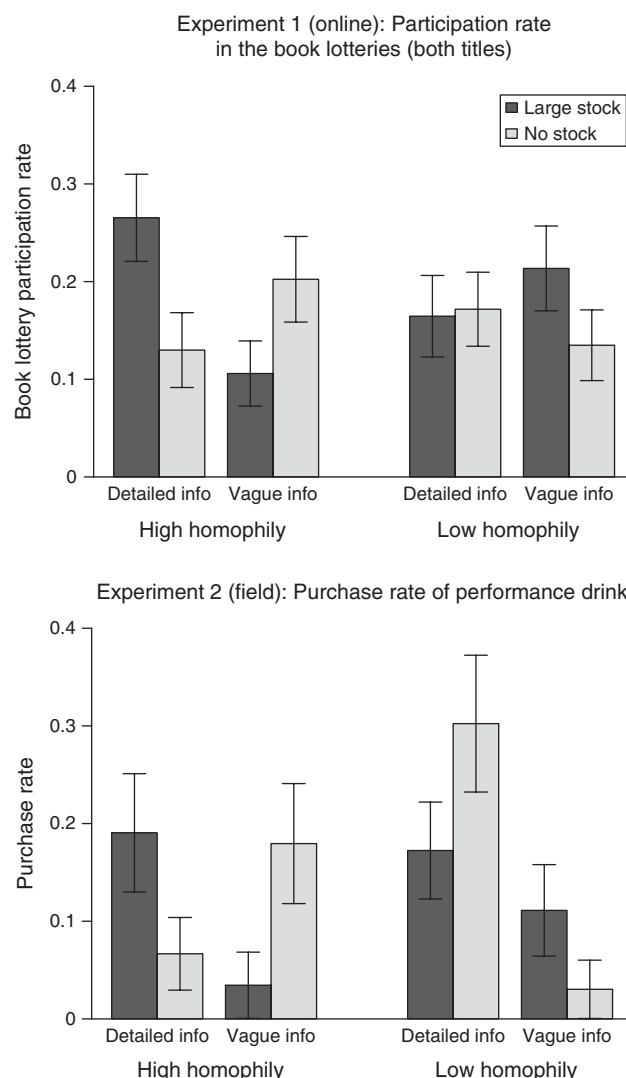 Experiment 1 (online): Participation rate
in the book lotteries (both titles)
0.4
Large stock
No stock
0.3
0.2
0.1
0
Book lottery participation rate
Detailed info Vague info Detailed info Vague info
High homophily Low homophily
Experiment 2 (field): Purchase rate of performance drink
0.4
0.3
0.2
0.1
0
Purchase rate
Detailed info Vague info Detailed info Vague info
High homophily Low homophily